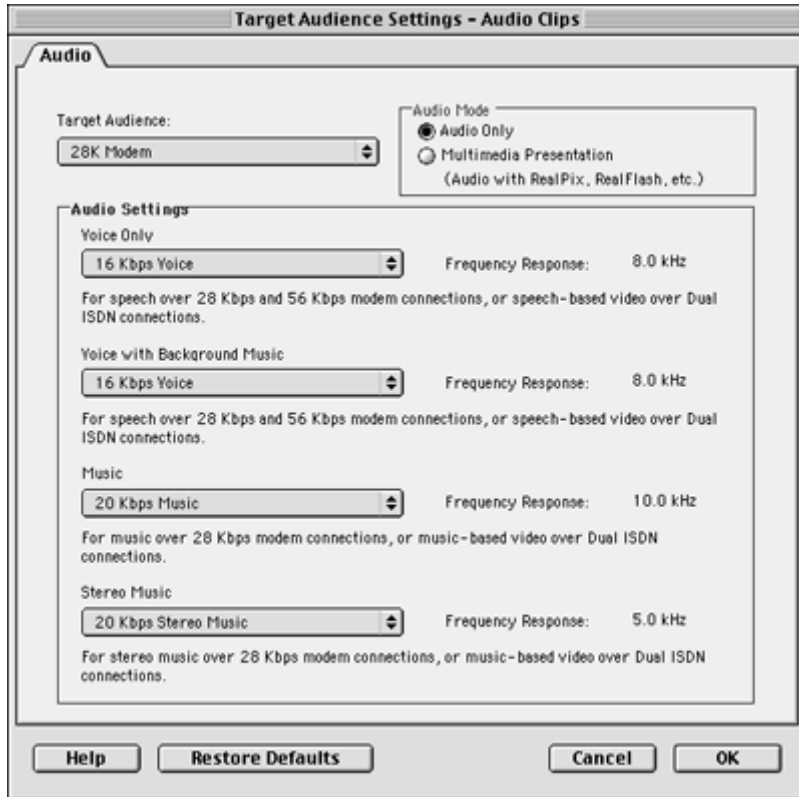 Target Audience Settings - Audio Clips
Audio
Target Audience:
28K Modem
Audio Mode
Audio Only
Multimedia Presentation
(Audio with RealPix, RealFlash, etc.)
Audio Settings
Voice Only
16 Kbps Voice Frequency Response: 8.0 kHz
For speech over 28 Kbps and 56 Kbps modem connections, or speech-based video over Dual
ISDN connections.
Voice with Background Music
16 Kbps Voice Frequency Response: 8.0 kHz
For speech over 28 Kbps and 56 Kbps modem connections, or speech-based video over Dual
ISDN connections.
Music
20 Kbps Music Frequency Response: 10.0 kHz
For music over 28 Kbps modem connections, or music-based video over Dual ISDN
connections.
Stereo Music
20 Kbps Stereo Music Frequency Response: 5.0 kHz
For stereo music over 28 Kbps modem connections, or music-based video over Dual ISDN
connections.
Help Restore Defaults Cancel OK